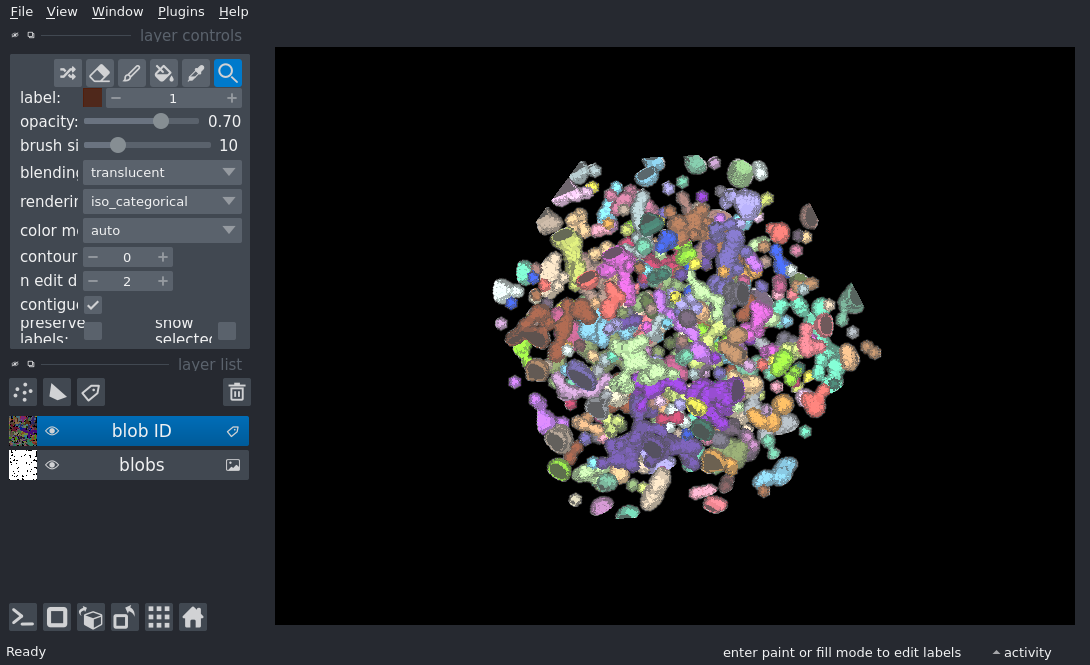 File View Window Plugins Help
layer controls
label: 1
opacity: 0.70
brush si 10
blending translucent
renderin iso_categorical
color m auto
contour 0
n edit d 2
contigu
preserve show
labels: selected
layer list
blob ID
blobs
Ready enter paint or fill mode to edit labels activity